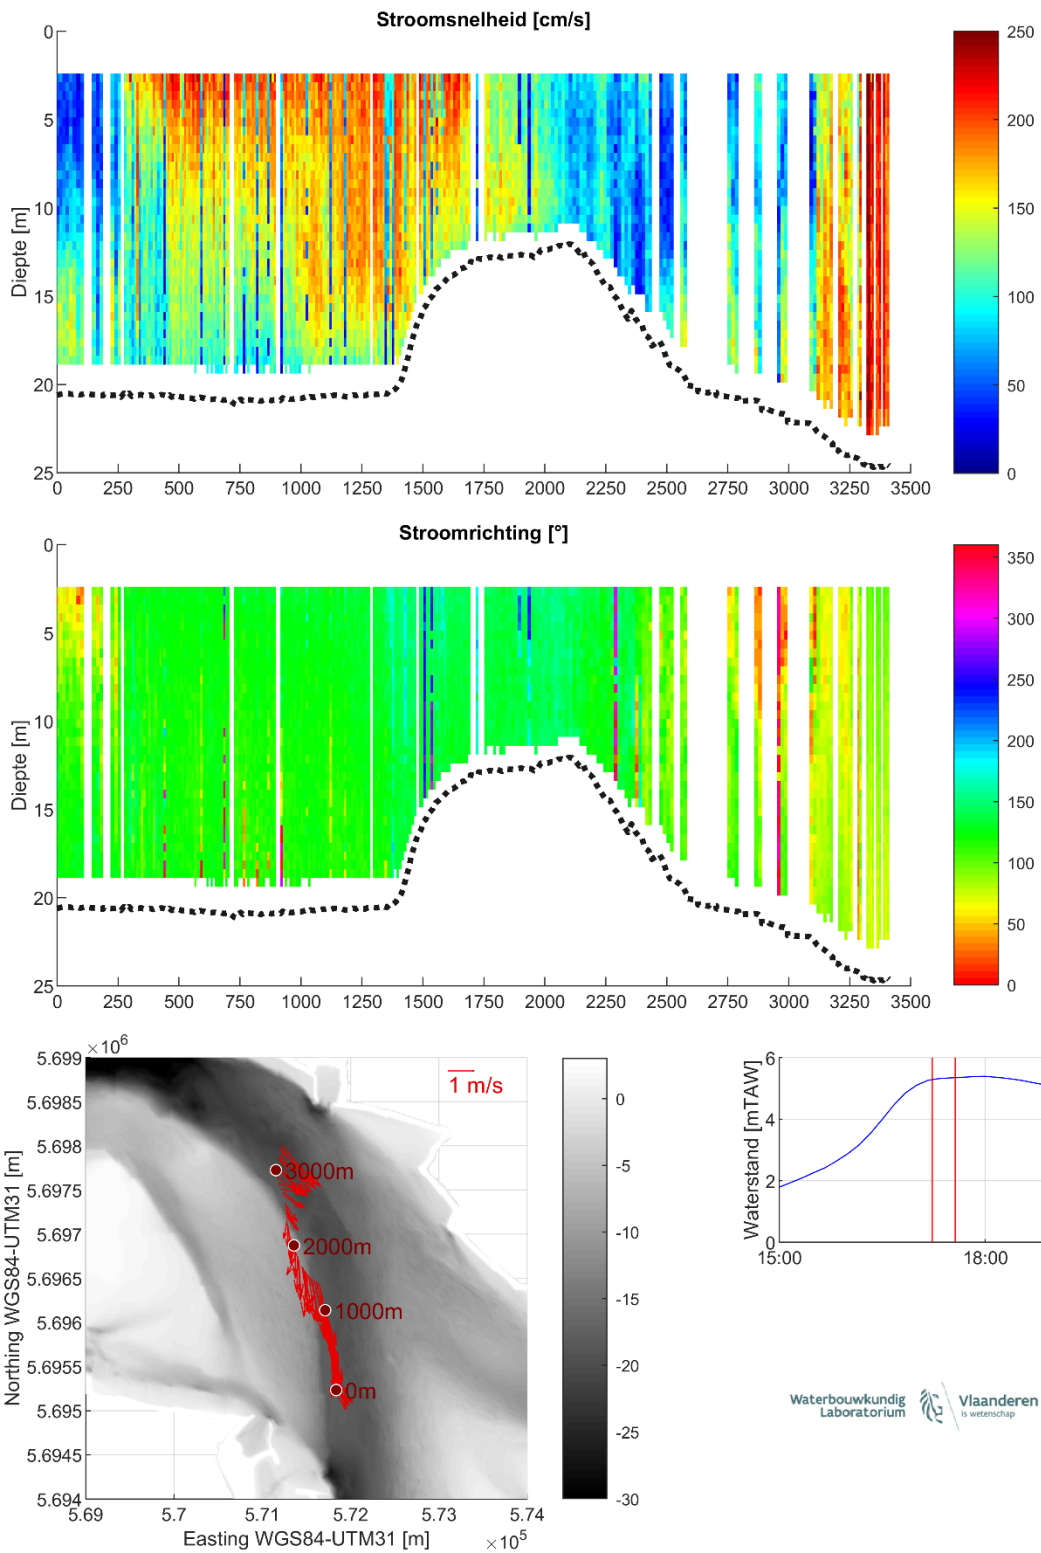 Stroomsnelheid [cm/s]
Diepte [m]
0
5
10
15
20
25
0 250 500 750 1000 1250 1500 1750 2000 2250 2500 2750 3000 3250 3500
250
200
150
100
50
0
Stroomrichting [°]
Diepte [m]
0
5
10
15
20
25
0 250 500 750 1000 1250 1500 1750 2000 2250 2500 2750 3000 3250 3500
350
300
250
200
150
100
50
0
×10⁶
Northing WGS84-UTM31 [m]
5.699
5.6985
5.698
5.6975
5.697
5.6965
5.696
5.6955
5.695
5.6945
5.694
1 m/s
3000m
2000m
1000m
0m
5.69 5.7 5.71 5.72 5.73 5.74
Easting WGS84-UTM31 [m]
×10⁵
0
-5
-10
-15
-20
-25
-30
Waterstand [mTAW]
6
4
2
0
15:00 18:00
Waterbouwkundig
Laboratorium
Vlaanderen
is wetenschap